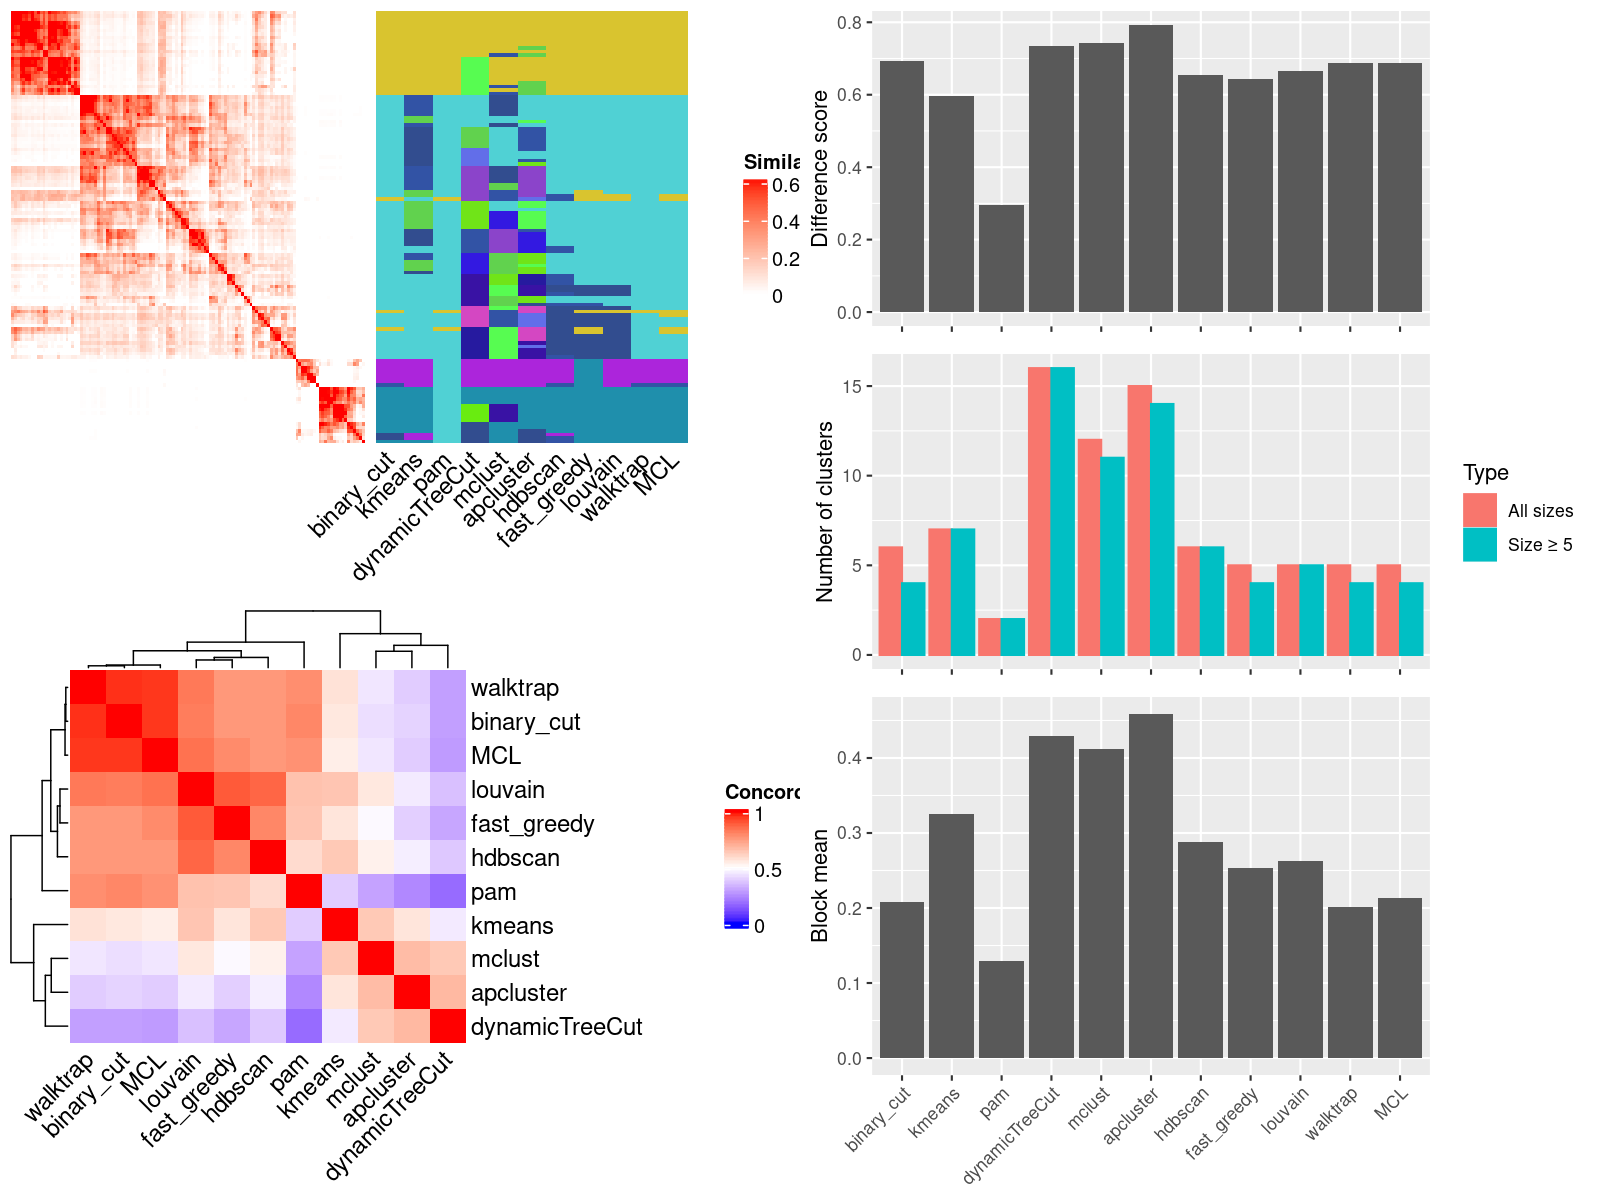 Simila
0.6
0.4
0.2
0
binary_cut
kmeans
pam
dynamicTreeCut
mclust
apcluster
hdbscan
fast_greedy
louvain
walktrap
MCL
walktrap
binary_cut
MCL
louvain
fast_greedy
hdbscan
pam
kmeans
mclust
apcluster
dynamicTreeCut
walktrap
binary_cut
MCL
louvain
fast_greedy
hdbscan
pam
kmeans
mclust
apcluster
dynamicTreeCut
Concord
1
0.5
0
Difference score
0.8
0.6
0.4
0.2
0.0
Number of clusters
15
10
5
0
Type
All sizes
Size ≥ 5
Block mean
0.4
0.3
0.2
0.1
0.0
binary_cut
kmeans
pam
dynamicTreeCut
mclust
apcluster
hdbscan
fast_greedy
louvain
walktrap
MCL